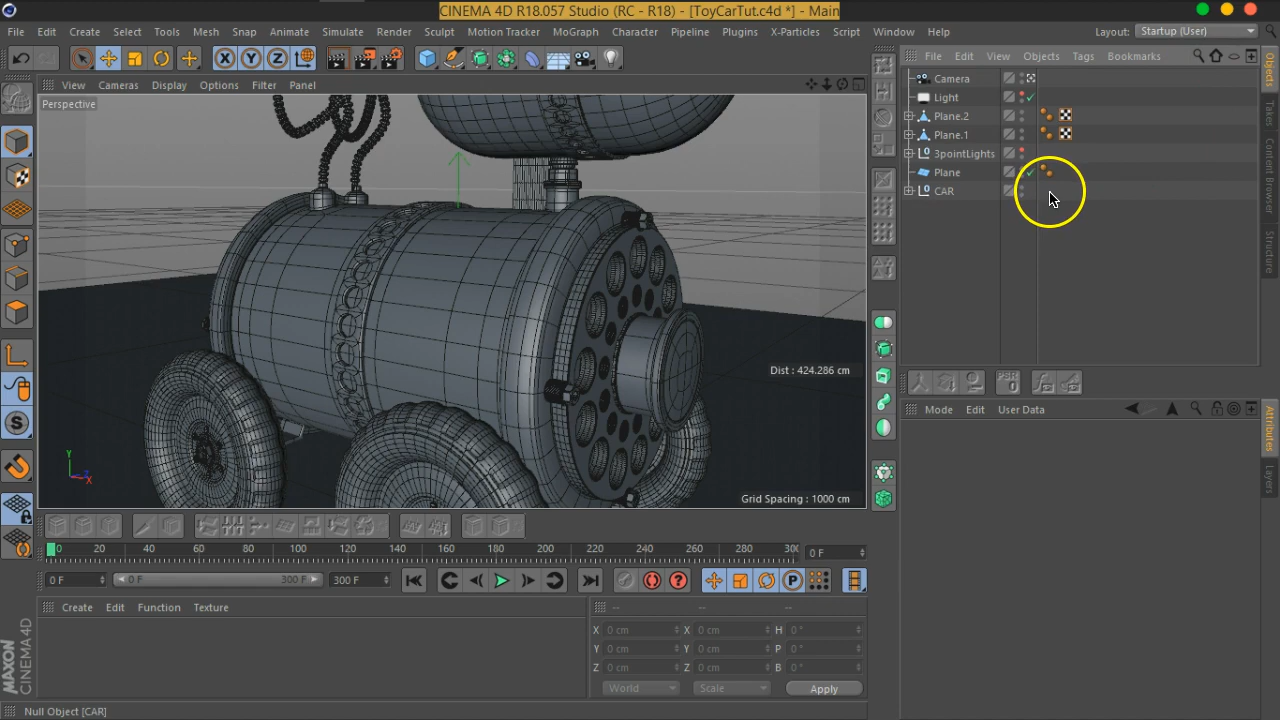 CINEMA 4D R18.057 Studio (RC - R18) - [ToyCarTut.c4d *] - Main
File Edit Create Select Tools Mesh Snap Animate Simulate Render Sculpt Motion Tracker MoGraph Character Pipeline Plugins X-Particles Script Window Help Layout: Startup (User)
File Edit View Objects Tags Bookmarks
View Cameras Display Options Filter Panel
Perspective
Camera
Light
Plane.2
Plane.1
3pointLights
Plane
CAR
Objects
Takes
Content Browser
Structure
Dist : 424.286 cm
PSR
0
Mode Edit User Data
Attributes
Layers
Y
Z
X
Grid Spacing : 1000 cm
0 20 40 60 80 100 120 140 160 180 200 220 240 260 280 30 0 F
0 F 0 F 300 F 300 F
Create Edit Function Texture
-- -- --
X 0 cm X 0 cm H 0 °
Y 0 cm Y 0 cm P 0 °
Z 0 cm Z 0 cm B 0 °
World Scale Apply
MAXON
CINEMA 4D
Null Object [CAR]